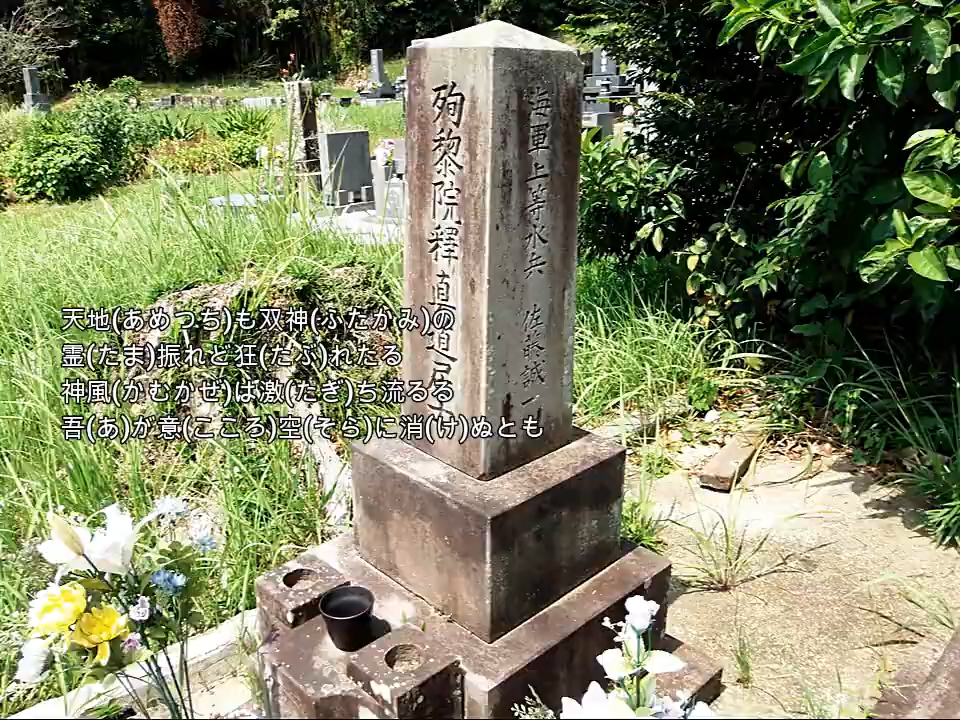 殉黎院釋直道居士
海軍上等水兵 佐藤誠一
天地(あめつち)も双神(ふたかみ)の
霊(たま)振れど狂(たぶ)れたる
神風(かむかぜ)は激(たぎ)ち流るる
吾(あ)が意(こころ)空(そら)に消(け)ぬとも